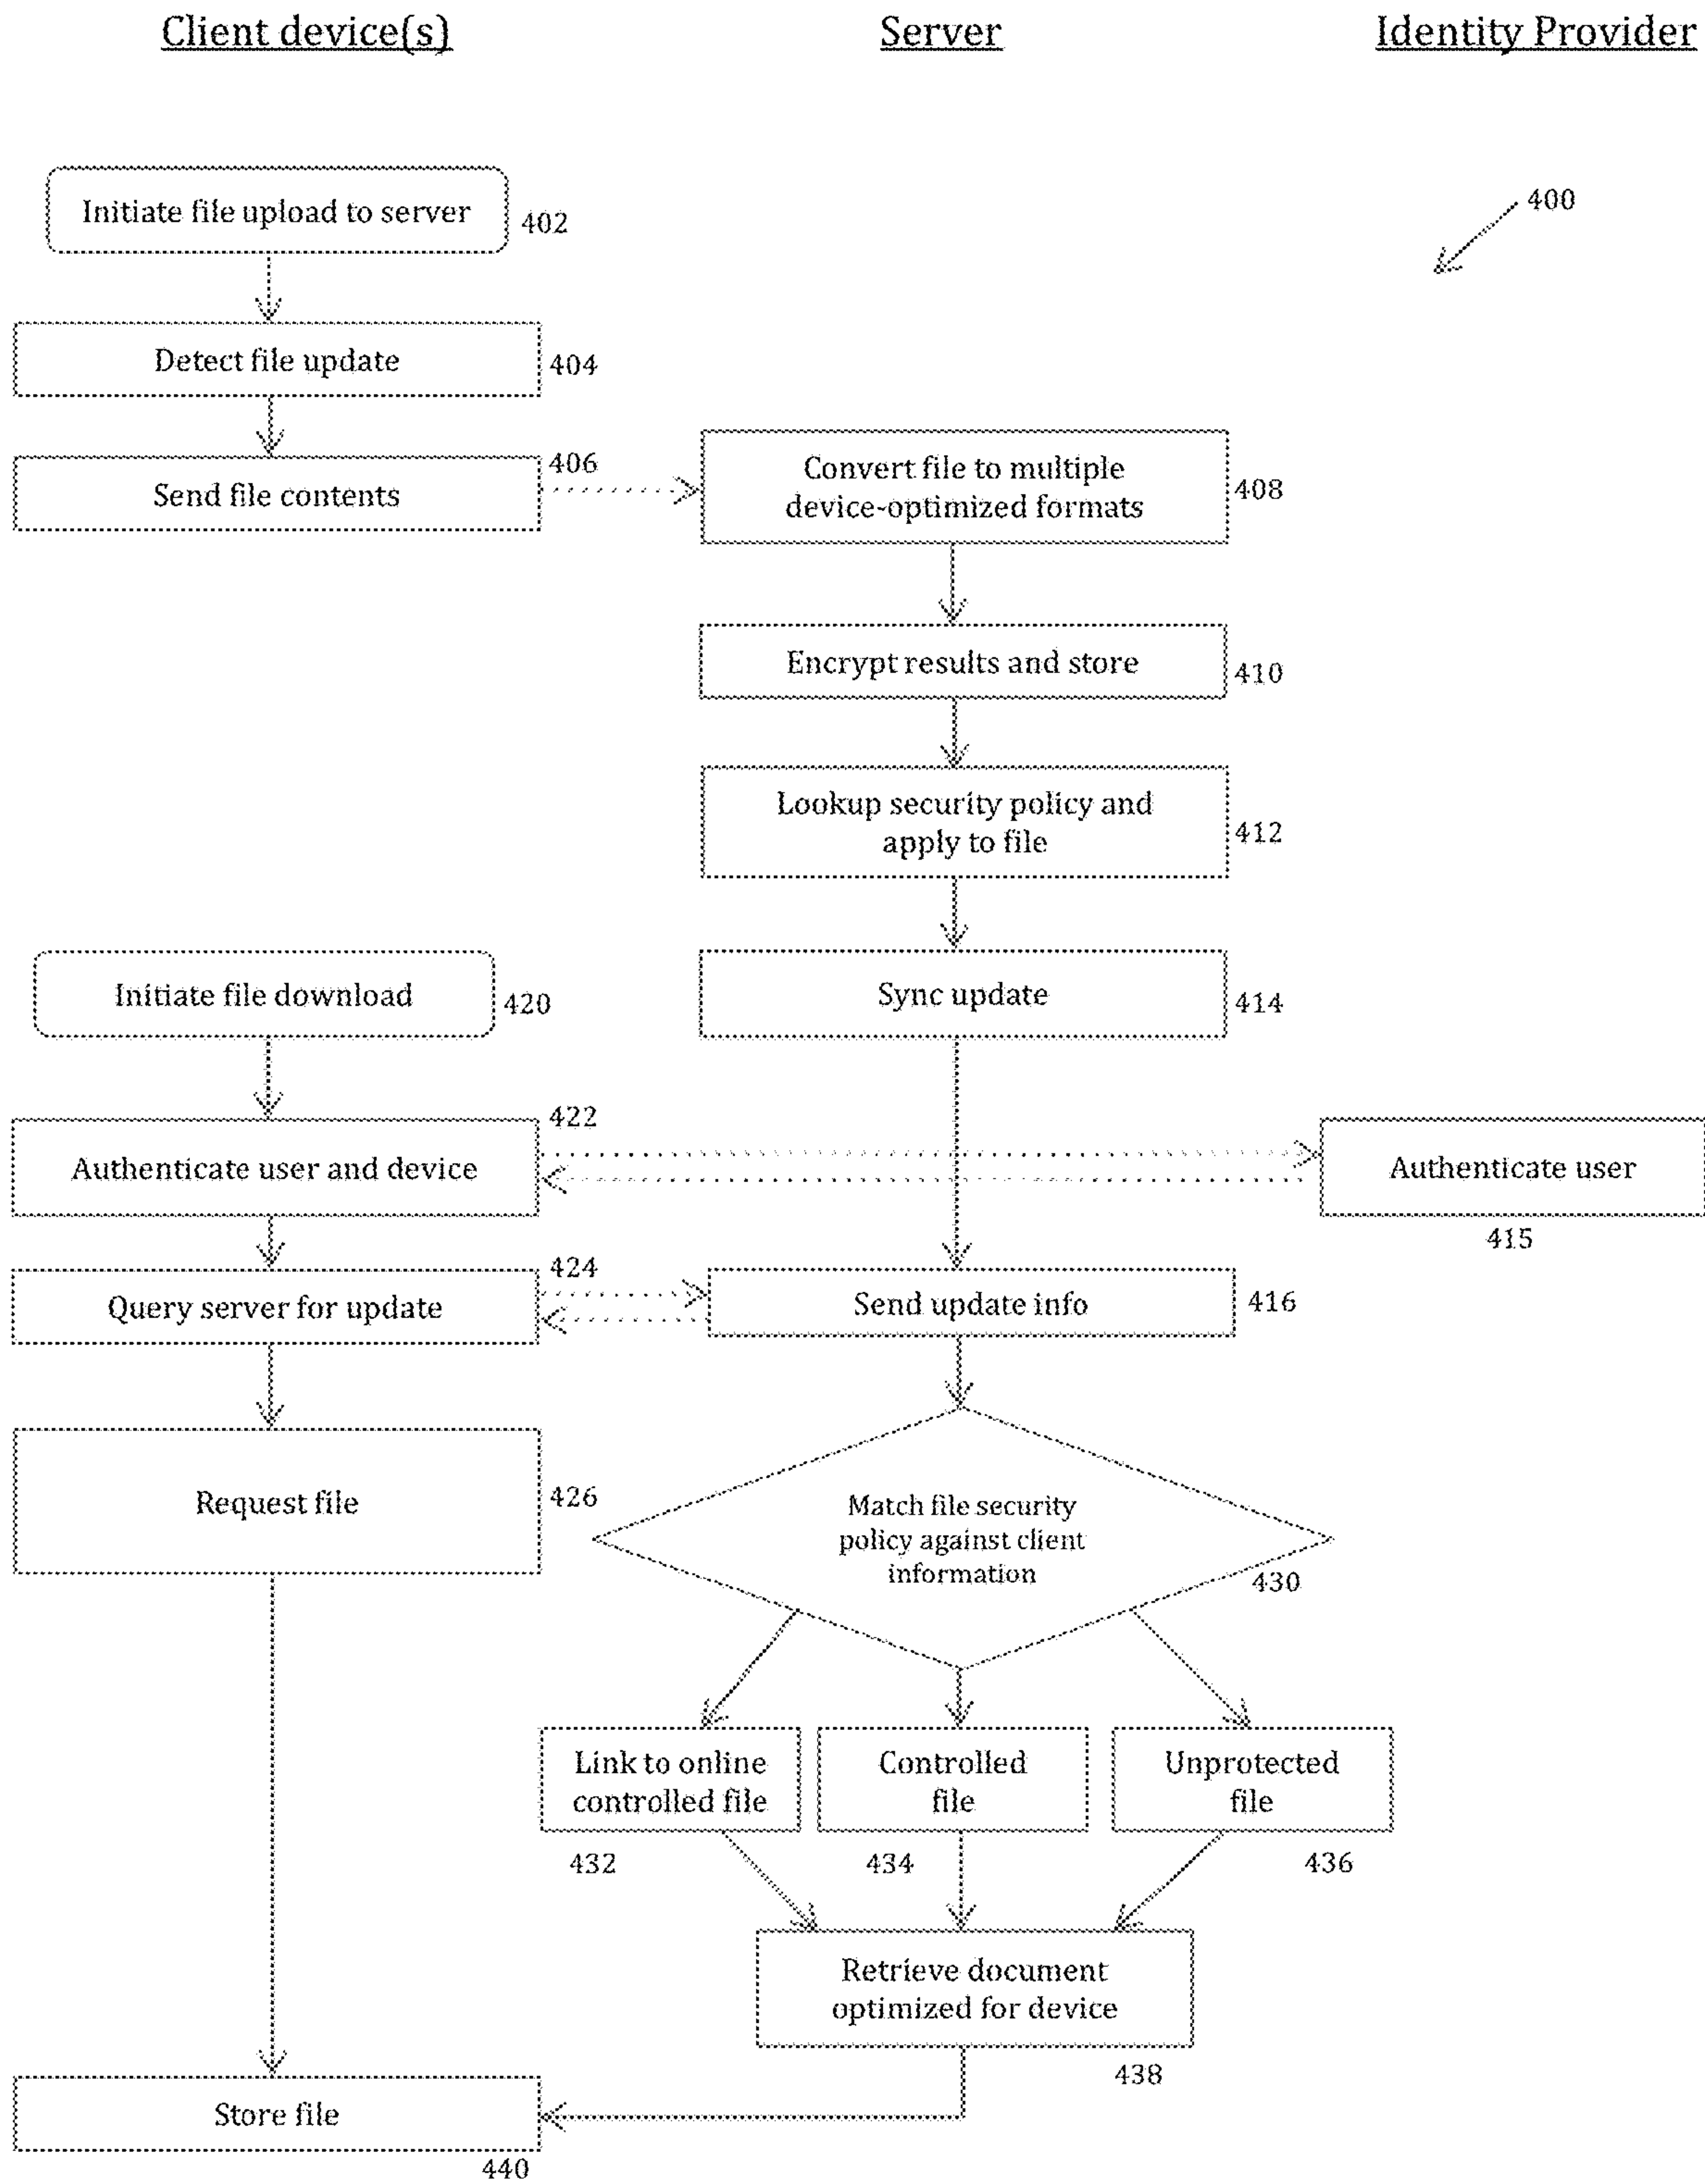 Client device(s)
Server
Identity Provider
400
Initiate file upload to server
402
Detect file update
404
Send file contents
406
Convert file to multiple
device-optimized formats
408
Encrypt results and store
410
Lookup security policy and
apply to file
412
Sync update
414
Initiate file download
420
Authenticate user and device
422
Authenticate user
415
Query server for update
424
Send update info
416
Request file
426
Match file security
policy against client
information
430
Link to online
controlled file
432
Controlled
file
434
Unprotected
file
436
Retrieve document
optimized for device
438
Store file
440